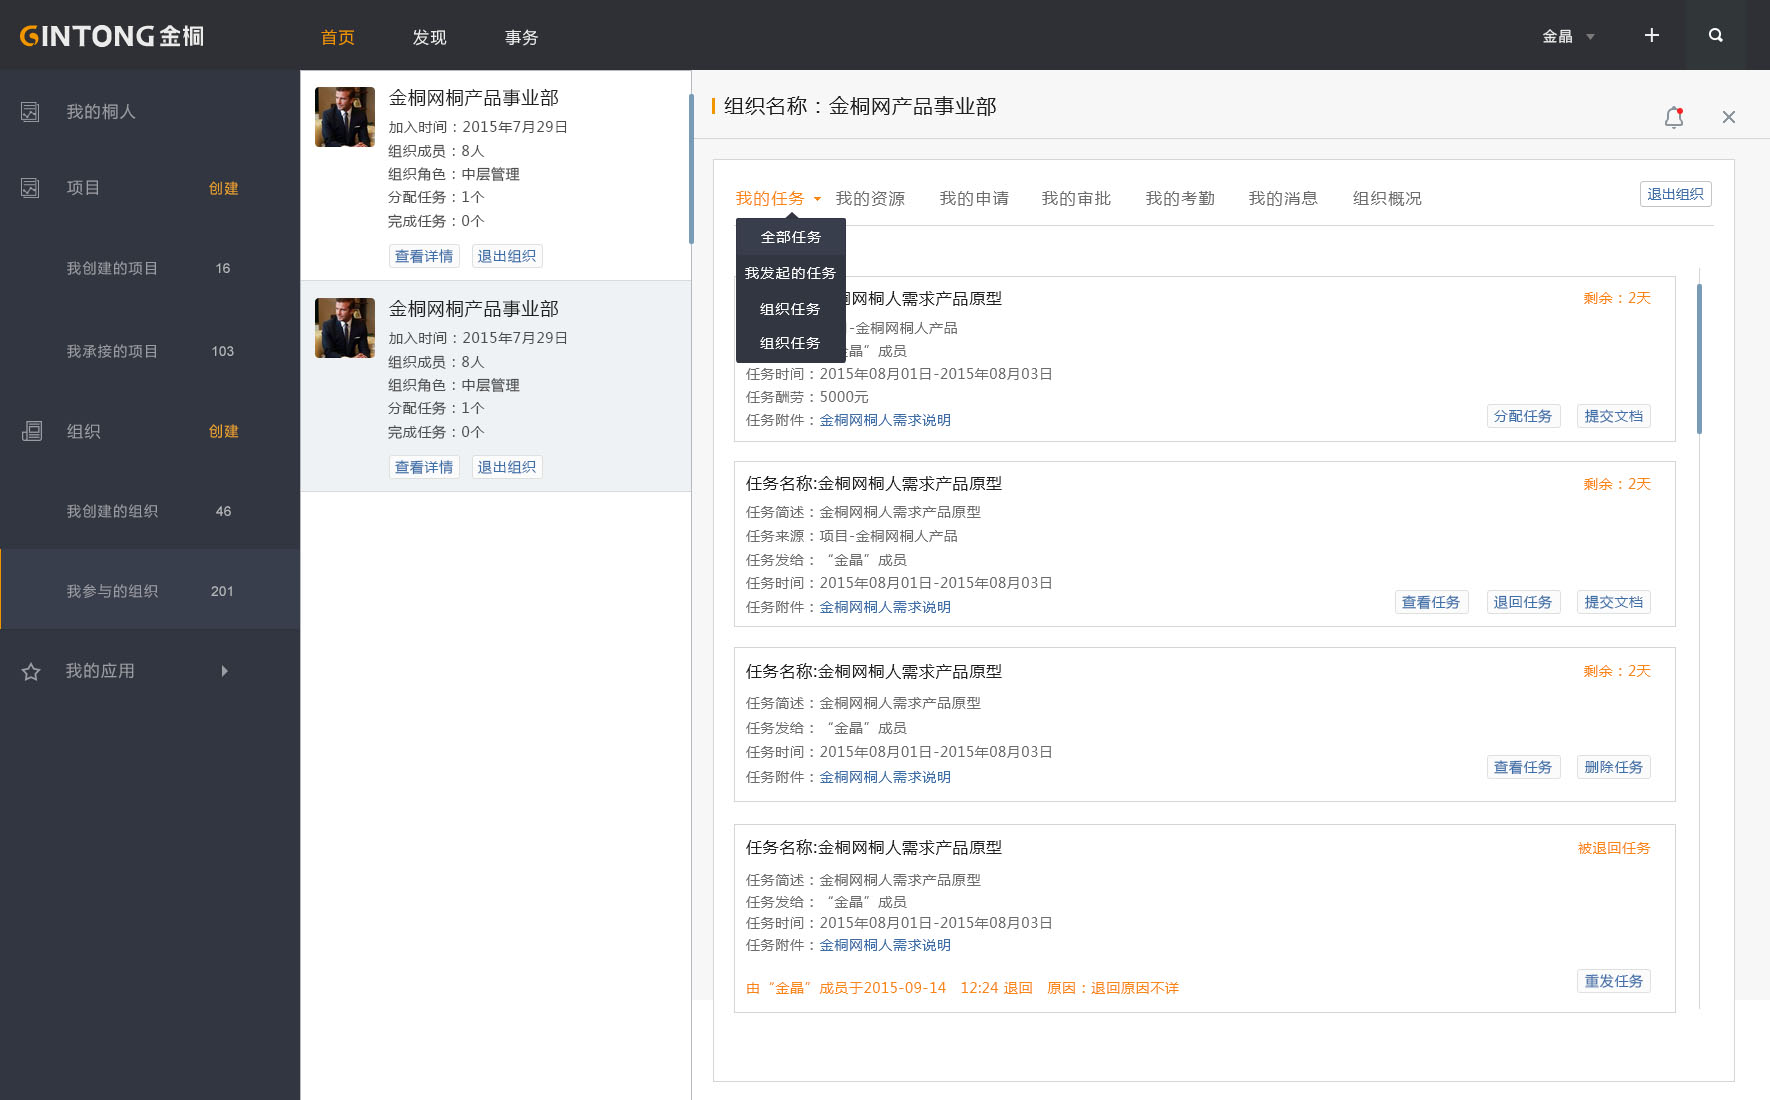 GINTONG金桐
首页 发现 事务
金晶
我的桐人
项目 创建
我创建的项目 16
我承接的项目 103
组织 创建
我创建的组织 46
我参与的组织 201
我的应用
金桐网桐产品事业部
加入时间：2015年7月29日
组织成员：8人
组织角色：中层管理
分配任务：1个
完成任务：0个
查看详情 退出组织
金桐网桐产品事业部
加入时间：2015年7月29日
组织成员：8人
组织角色：中层管理
分配任务：1个
完成任务：0个
查看详情 退出组织
组织名称：金桐网产品事业部
我的任务 我的资源 我的申请 我的审批 我的考勤 我的消息 组织概况
退出组织
全部任务
我发起的任务
组织任务
组织任务
网桐人需求产品原型 剩余：2天
-金桐网桐人产品
金晶”成员
任务时间：2015年08月01日-2015年08月03日
任务酬劳：5000元
任务附件：金桐网桐人需求说明
分配任务 提交文档
任务名称:金桐网桐人需求产品原型 剩余：2天
任务简述：金桐网桐人需求产品原型
任务来源：项目-金桐网桐人产品
任务发给：“金晶”成员
任务时间：2015年08月01日-2015年08月03日
任务附件：金桐网桐人需求说明
查看任务 退回任务 提交文档
任务名称:金桐网桐人需求产品原型 剩余：2天
任务简述：金桐网桐人需求产品原型
任务发给：“金晶”成员
任务时间：2015年08月01日-2015年08月03日
任务附件：金桐网桐人需求说明
查看任务 删除任务
任务名称:金桐网桐人需求产品原型 被退回任务
任务简述：金桐网桐人需求产品原型
任务发给：“金晶”成员
任务时间：2015年08月01日-2015年08月03日
任务附件：金桐网桐人需求说明
由“金晶”成员于2015-09-14 12:24 退回 原因：退回原因不详
重发任务